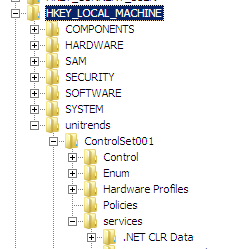 HKEY_LOCAL_MACHINE
COMPONENTS
HARDWARE
SAM
SECURITY
SOFTWARE
SYSTEM
unitrends
ControlSet001
Control
Enum
Hardware Profiles
Policies
services
.NET CLR Data